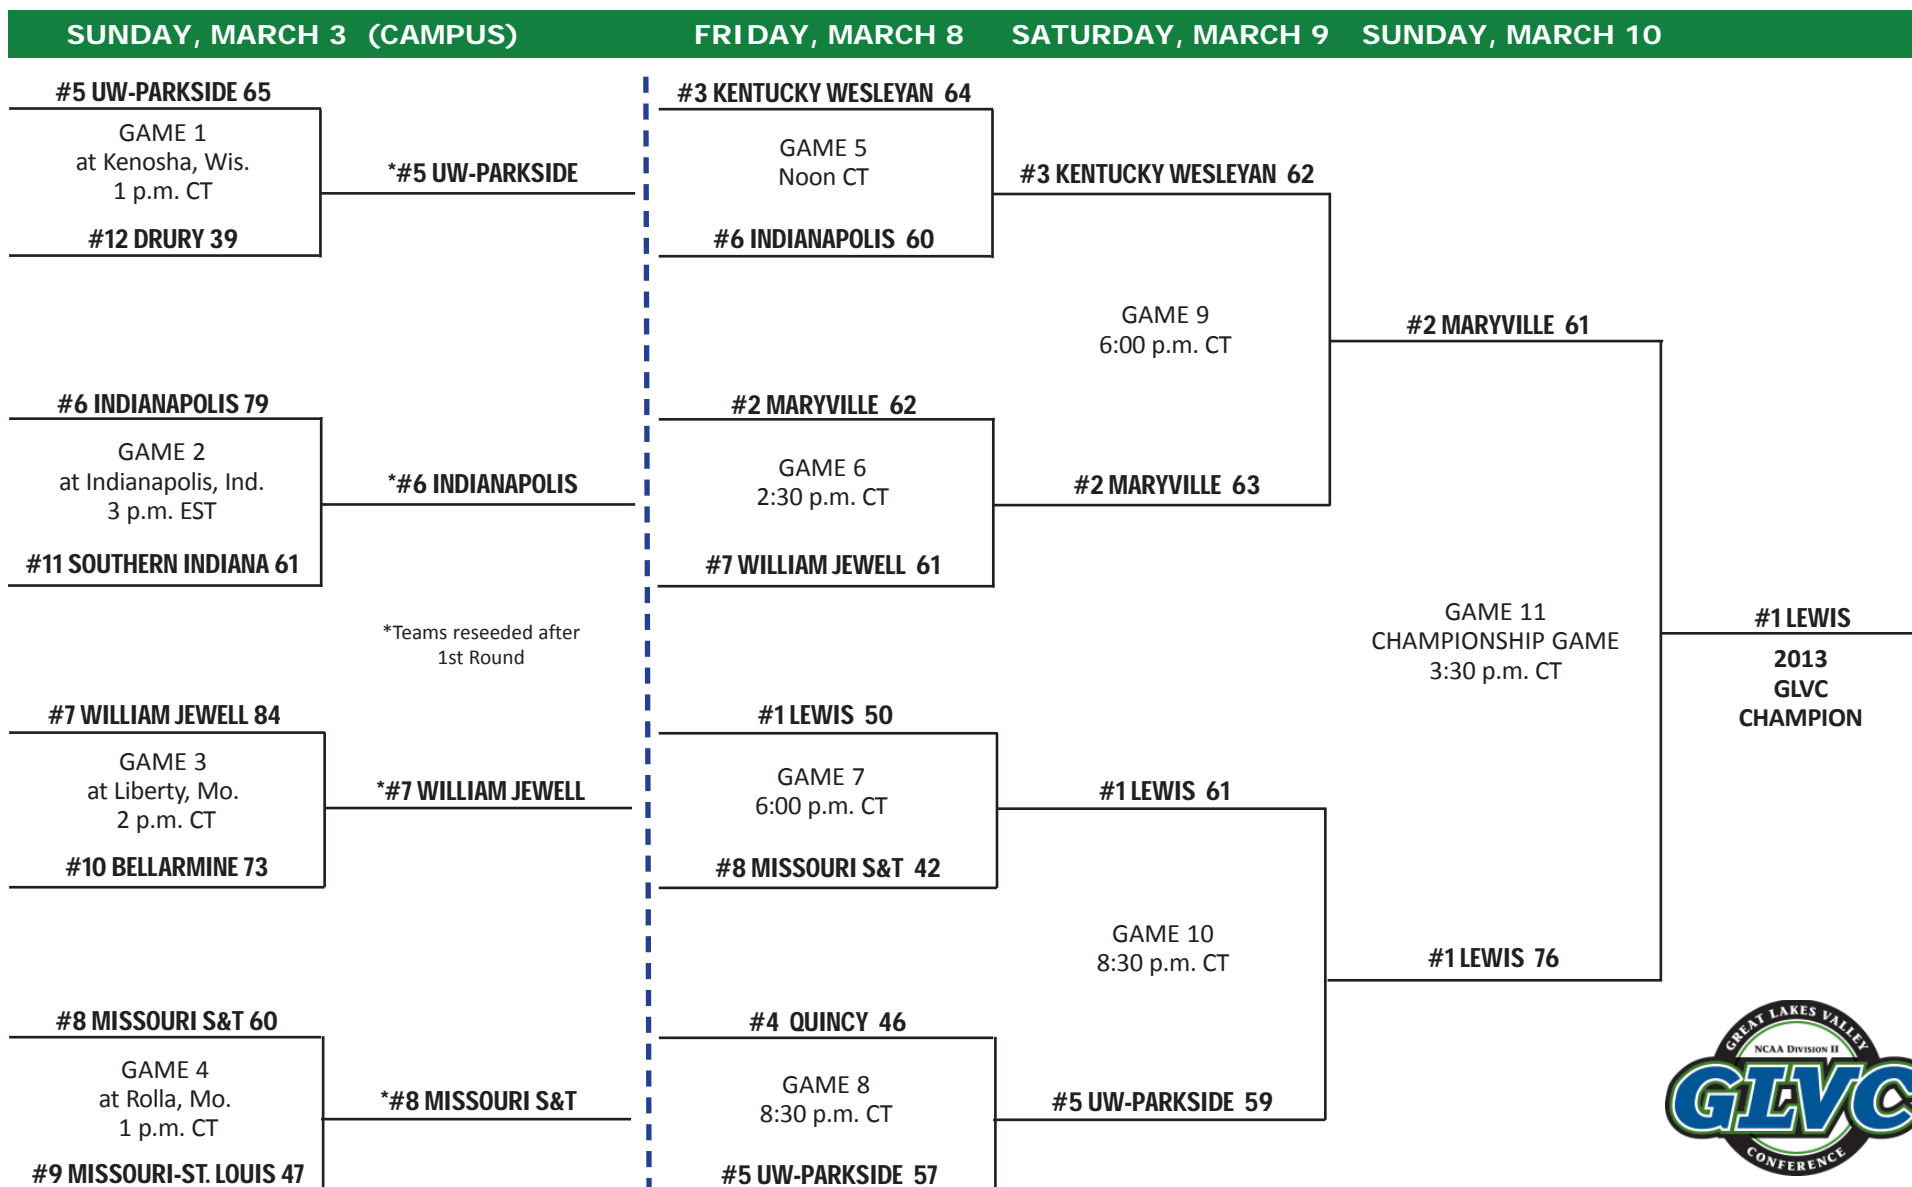 SUNDAY, MARCH 3 (CAMPUS)
FRIDAY, MARCH 8
SATURDAY, MARCH 9
SUNDAY, MARCH 10
#5 UW-PARKSIDE 65
GAME 1
at Kenosha, Wis.
1 p.m. CT
#12 DRURY 39
*#5 UW-PARKSIDE
#6 INDIANAPOLIS 79
GAME 2
at Indianapolis, Ind.
3 p.m. EST
#11 SOUTHERN INDIANA 61
*#6 INDIANAPOLIS
*Teams reseeded after
1st Round
#7 WILLIAM JEWELL 84
GAME 3
at Liberty, Mo.
2 p.m. CT
#10 BELLARMINE 73
*#7 WILLIAM JEWELL
#8 MISSOURI S&T 60
GAME 4
at Rolla, Mo.
1 p.m. CT
#9 MISSOURI-ST. LOUIS 47
*#8 MISSOURI S&T
#3 KENTUCKY WESLEYAN 64
GAME 5
Noon CT
#6 INDIANAPOLIS 60
#2 MARYVILLE 62
GAME 6
2:30 p.m. CT
#7 WILLIAM JEWELL 61
#1 LEWIS 50
GAME 7
6:00 p.m. CT
#8 MISSOURI S&T 42
#4 QUINCY 46
GAME 8
8:30 p.m. CT
#5 UW-PARKSIDE 57
#3 KENTUCKY WESLEYAN 62
GAME 9
6:00 p.m. CT
#2 MARYVILLE 63
#1 LEWIS 61
GAME 10
8:30 p.m. CT
#5 UW-PARKSIDE 59
#2 MARYVILLE 61
GAME 11
CHAMPIONSHIP GAME
3:30 p.m. CT
#1 LEWIS 76
#1 LEWIS
2013
GLVC
CHAMPION
GREAT LAKES VALLEY
NCAA DIVISION II
GLVC
CONFERENCE